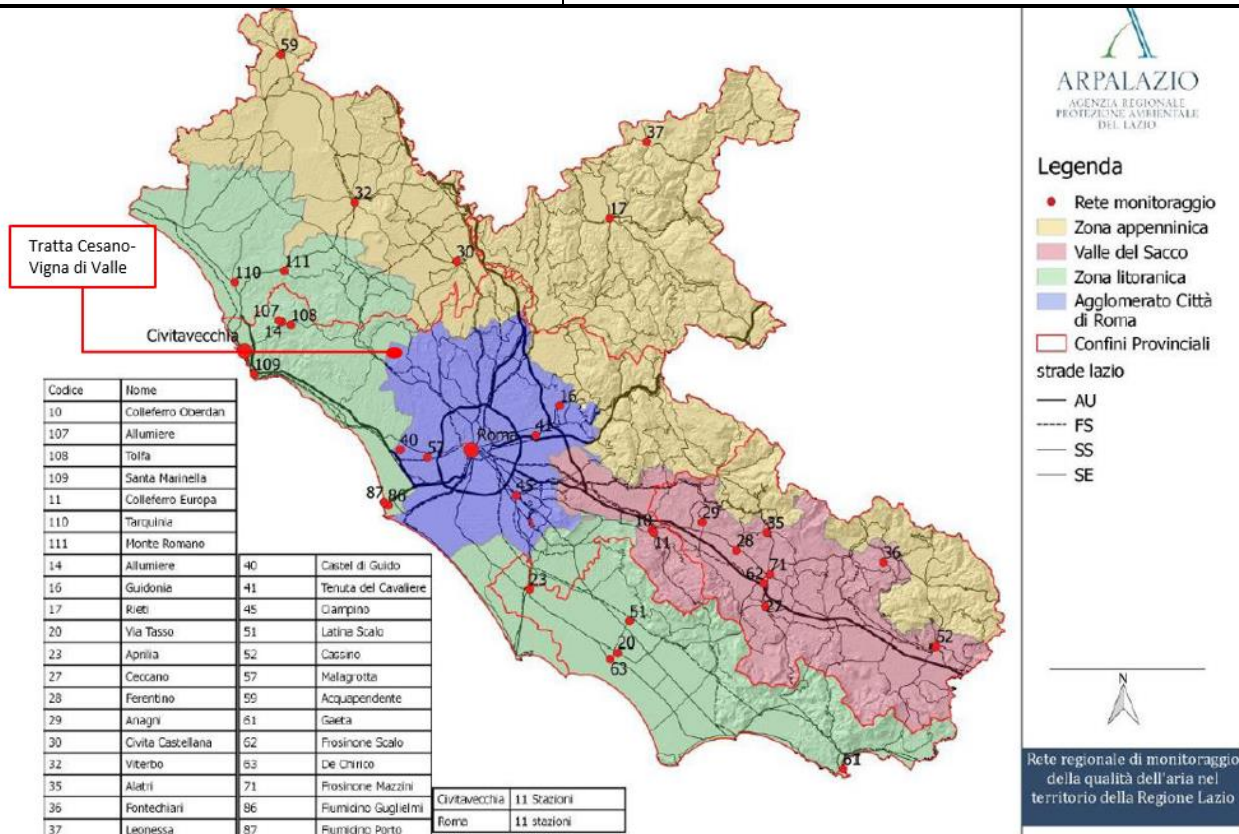 ARPALAZIO
AGENZIA REGIONALE
PROTEZIONE AMBIENTALE
DEL LAZIO
Legenda
Rete monitoraggio
Zona appenninica
Valle del Sacco
Zona litoranica
Agglomerato Città
di Roma
Confini Provinciali
strade lazio
AU
FS
SS
SE
N
Rete regionale di monitoraggio
della qualità dell'aria nel
territorio della Regione Lazio
Tratta Cesano-
Vigna di Valle
59
37
32
17
30
111
110
107
108
14
Civitavecchia
109
16
41
Roma
40
57
87
86
45
10
11
29
35
28
36
71
62
27
23
51
20
63
52
61
Codice Nome
10 Colleferro Oberdan
107 Allumiere
108 Tolfa
109 Santa Marinella
11 Colleferro Europa
110 Tarquinia
111 Monte Romano
14 Allumiere 40 Castel di Guido
16 Guidonia 41 Tenuta del Cavaliere
17 Rieti 45 Ciampino
20 Via Tasso 51 Latina Scalo
23 Aprilia 52 Cassino
27 Ceccano 57 Malagrotta
28 Ferentino 59 Acquapendente
29 Anagni 61 Gaeta
30 Civita Castellana 62 Frosinone Scalo
32 Viterbo 63 De Chirico
35 Alatri 71 Frosinone Mazzini
36 Fontechiari 86 Fiumicino Guglielmi
37 Leonessa 87 Fiumicino Porto
Civitavecchia 11 Stazioni
Roma 11 stazioni